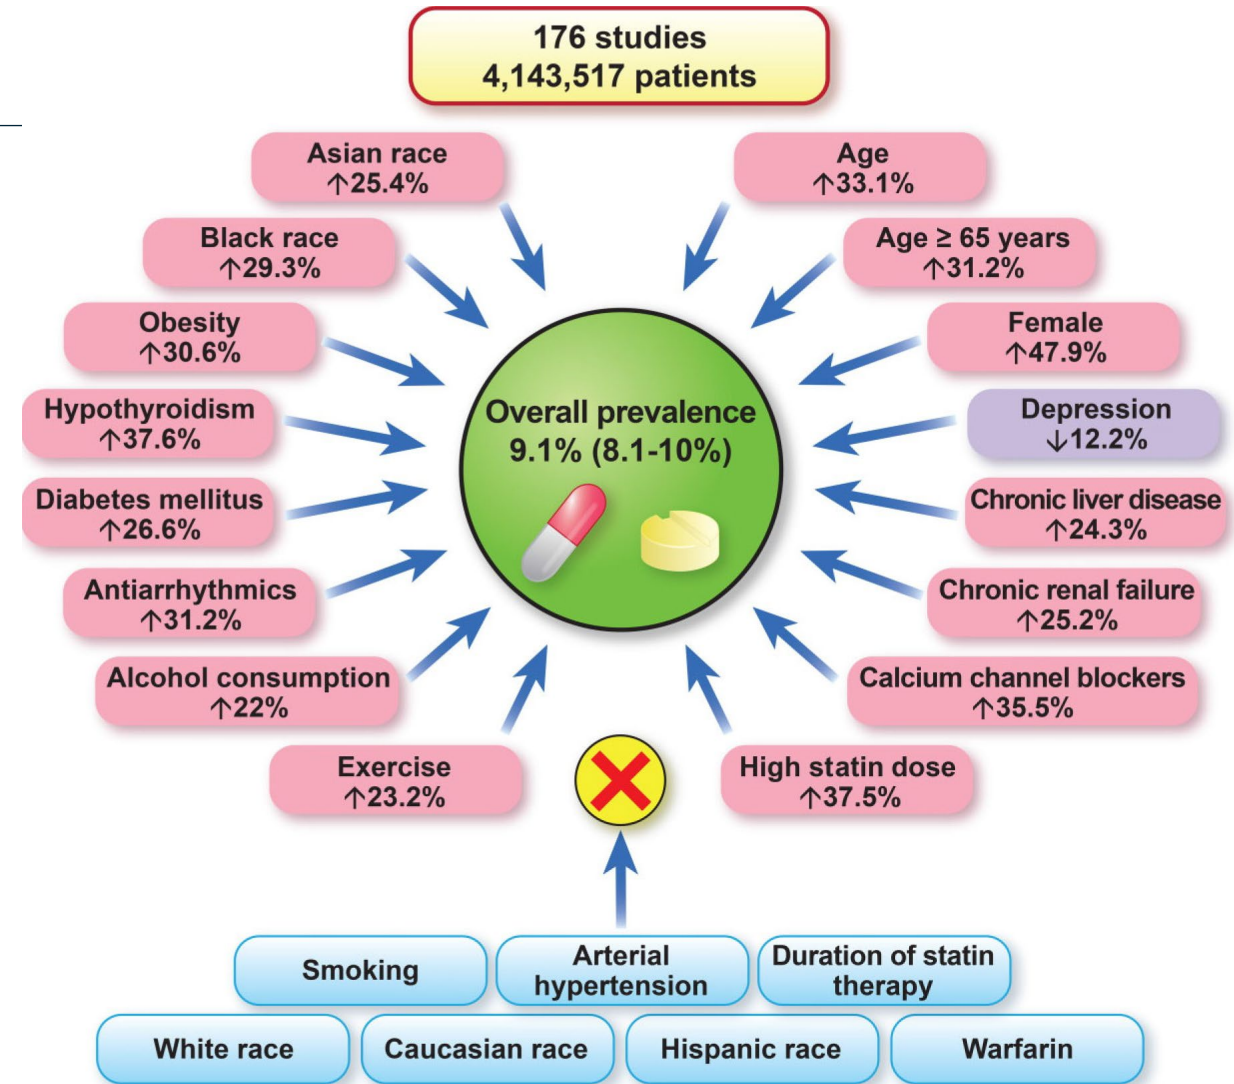 176 studies
4,143,517 patients
Asian race
↑25.4%
Age
↑33.1%
Black race
↑29.3%
Age ≥ 65 years
↑31.2%
Obesity
↑30.6%
Female
↑47.9%
Hypothyroidism
↑37.6%
Overall prevalence
9.1% (8.1-10%)
Depression
↓12.2%
Diabetes mellitus
↑26.6%
Chronic liver disease
↑24.3%
Antiarrhythmics
↑31.2%
Chronic renal failure
↑25.2%
Alcohol consumption
↑22%
Calcium channel blockers
↑35.5%
Exercise
↑23.2%
High statin dose
↑37.5%
Smoking
Arterial
hypertension
Duration of statin
therapy
White race
Caucasian race
Hispanic race
Warfarin